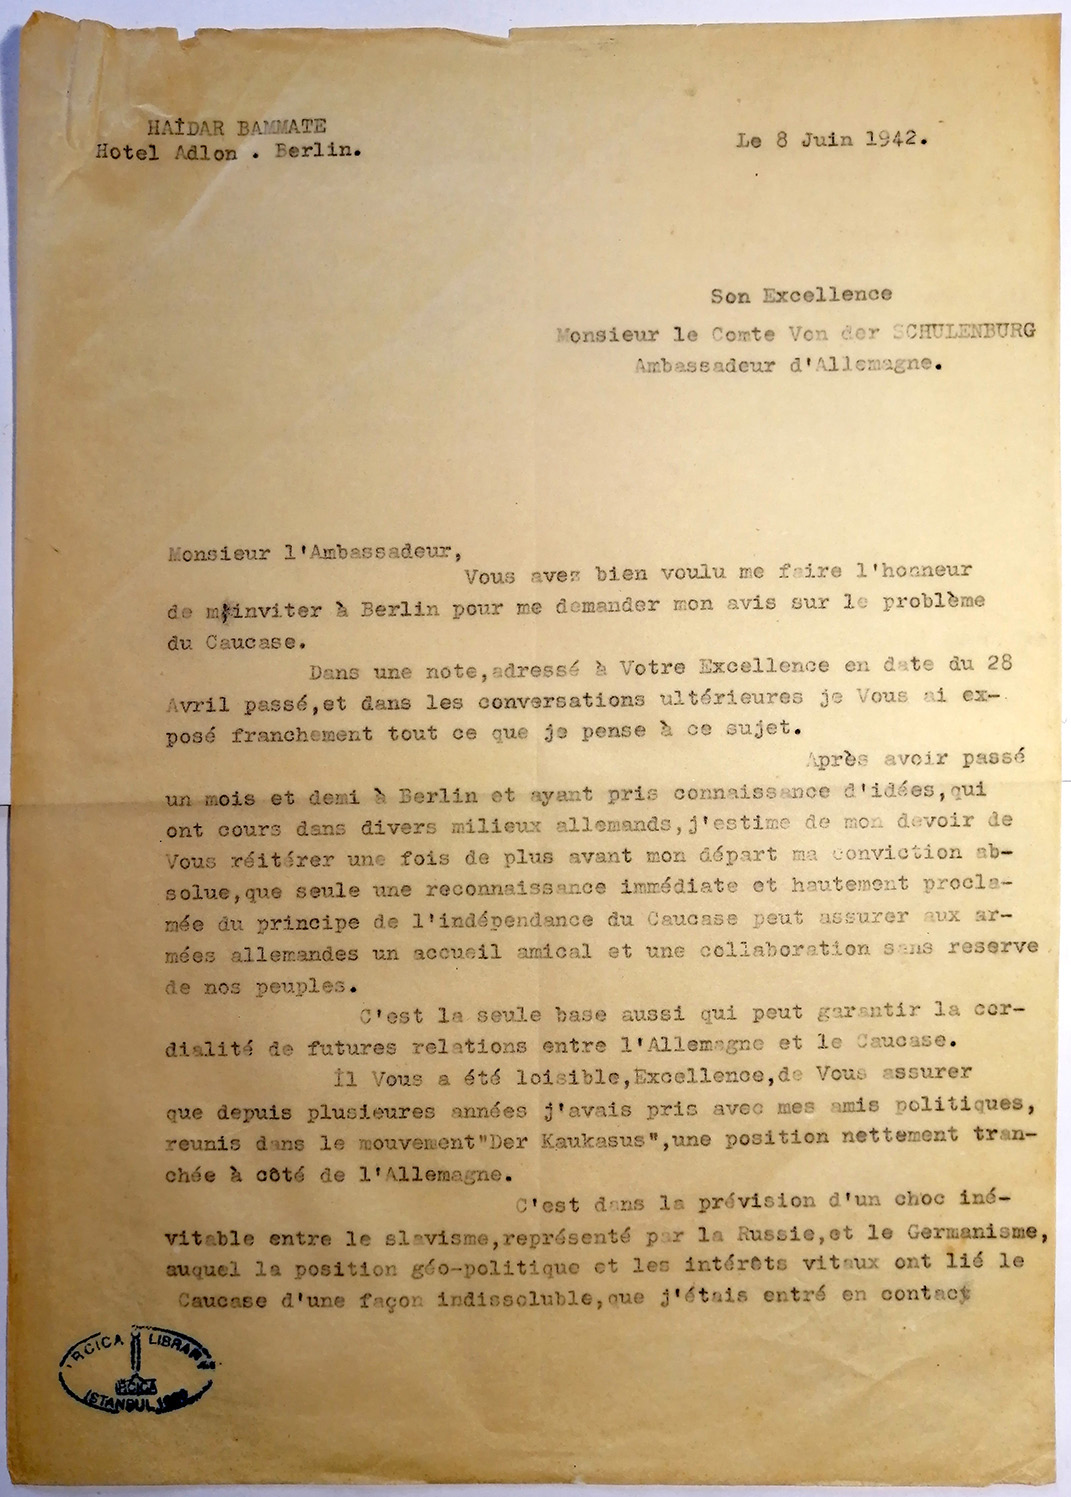 HAİDAR BAMMATE
Hotel Adlon . Berlin.
Le 8 Juin 1942.
Son Excellence
Monsieur le Comte Von der SCHULENBURG
Ambassadeur d'Allemagne.
Monsieur l'Ambassadeur,
Vous avez bien voulu me faire l'honneur
de m'inviter à Berlin pour me demander mon avis sur le problème
du Caucase.
Dans une note,adressé à Votre Excellence en date du 28
Avril passé,et dans les conversations ultérieures je Vous ai ex-
posé franchement tout ce que je pense à ce sujet.
Après avoir passé
un mois et demi à Berlin et ayant pris connaissance d'idées,qui
ont cours dans divers milieux allemands,j'estime de mon devoir de
Vous réitérer une fois de plus avant mon départ ma conviction ab-
solue,que seule une reconnaissance immédiate et hautement procla-
mée du principe de l'indépendance du Caucase peut assurer aux ar-
mées allemandes un accueil amical et une collaboration sans reserve
de nos peuples.
C'est la seule base aussi qui peut garantir la cor-
dialité de futures relations entre l'Allemagne et le Caucase.
İl Vous a été loisible,Excellence,de Vous assurer
que depuis plusieures années j'avais pris avec mes amis politiques,
reunis dans le mouvement"Der Kaukasus",une position nettement tran-
chée à côté de l'Allemagne.
C'est dans la prévision d'un choc iné-
vitable entre le slavisme,représenté par la Russie,et le Germanisme,
auquel la position géo-politique et les intérêts vitaux ont lié le
Caucase d'une façon indissoluble,que j'étais entré en contact
IRCICA LIBRARY
IRCICA
ISTANBUL